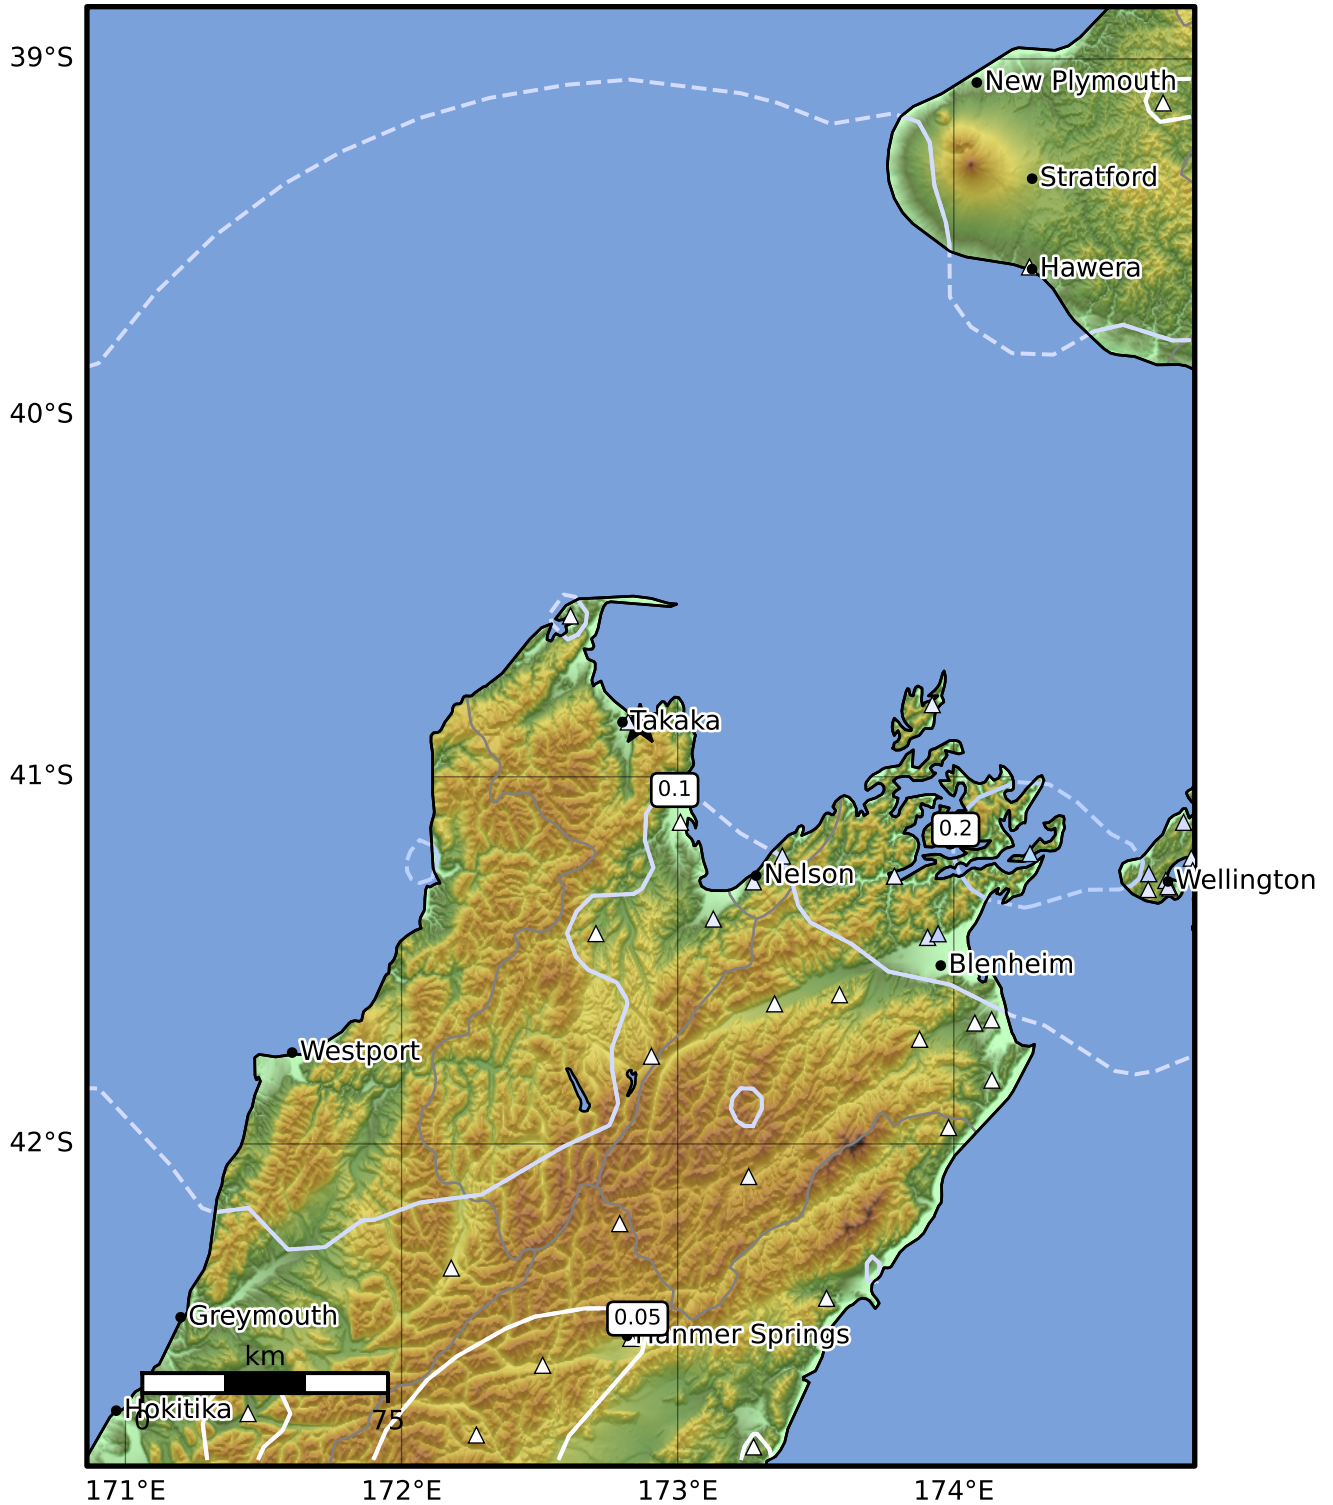 39°S
New Plymouth
Stratford
Hawera
40°S
Takaka
41°S
0.1
0.2
Nelson
Wellington
Blenheim
Westport
42°S
Greymouth
0.05
Hanmer Springs
km
Hokitika
0
75
171°E
172°E
173°E
174°E